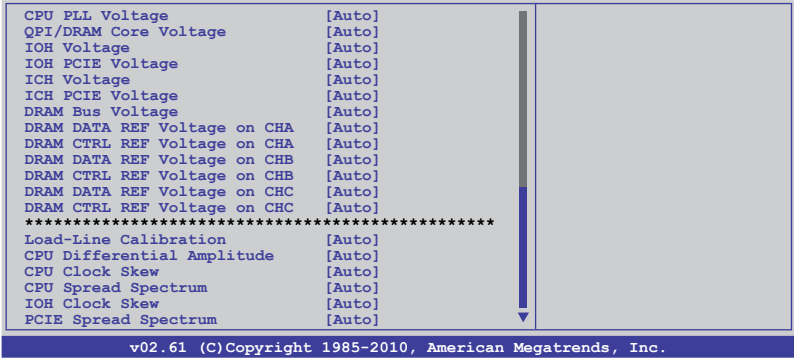 CPU PLL Voltage [Auto]
QPI/DRAM Core Voltage [Auto]
IOH Voltage [Auto]
IOH PCIE Voltage [Auto]
ICH Voltage [Auto]
ICH PCIE Voltage [Auto]
DRAM Bus Voltage [Auto]
DRAM DATA REF Voltage on CHA [Auto]
DRAM CTRL REF Voltage on CHA [Auto]
DRAM DATA REF Voltage on CHB [Auto]
DRAM CTRL REF Voltage on CHB [Auto]
DRAM DATA REF Voltage on CHC [Auto]
DRAM CTRL REF Voltage on CHC [Auto]
*************************************************
Load-Line Calibration [Auto]
CPU Differential Amplitude [Auto]
CPU Clock Skew [Auto]
CPU Spread Spectrum [Auto]
IOH Clock Skew [Auto]
PCIE Spread Spectrum [Auto]
v02.61 (C)Copyright 1985-2010, American Megatrends, Inc.